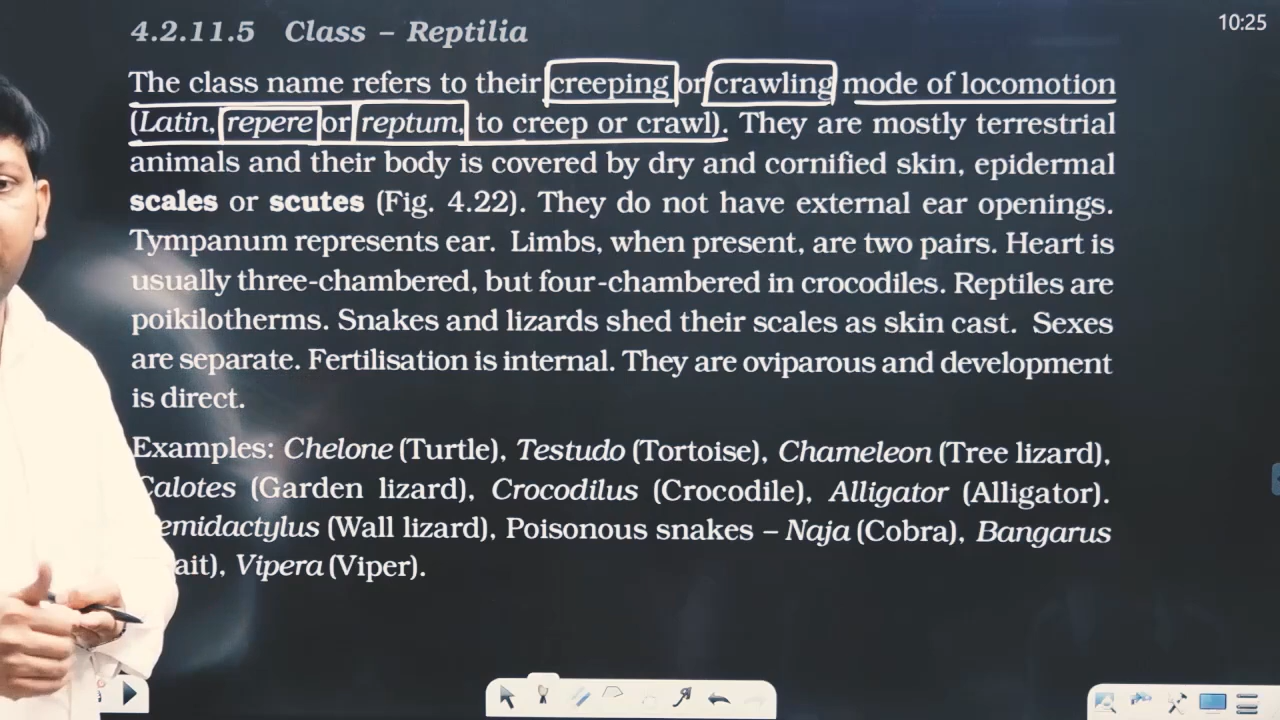 10:25
4.2.11.5 Class – Reptilia
The class name refers to their creeping or crawling mode of locomotion
(Latin, repere or reptum, to creep or crawl). They are mostly terrestrial
animals and their body is covered by dry and cornified skin, epidermal
scales or scutes (Fig. 4.22). They do not have external ear openings.
Tympanum represents ear. Limbs, when present, are two pairs. Heart is
usually three-chambered, but four-chambered in crocodiles. Reptiles are
poikilotherms. Snakes and lizards shed their scales as skin cast. Sexes
are separate. Fertilisation is internal. They are oviparous and development
is direct.
Examples: Chelone (Turtle), Testudo (Tortoise), Chameleon (Tree lizard),
Calotes (Garden lizard), Crocodilus (Crocodile), Alligator (Alligator).
emidactylus (Wall lizard), Poisonous snakes – Naja (Cobra), Bangarus
ait), Vipera (Viper).